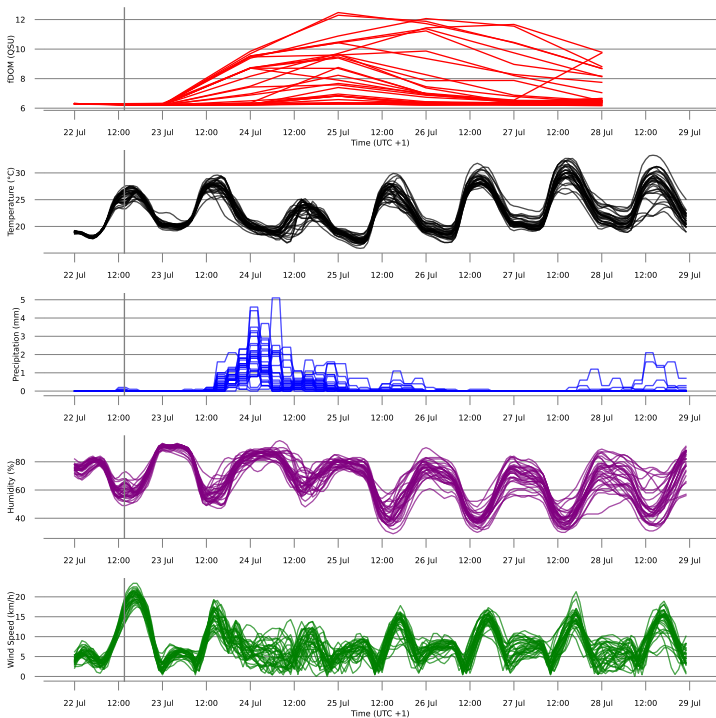 fDOM (QSU)
12
10
8
6
22 Jul 12:00 23 Jul 12:00 24 Jul 12:00 25 Jul 12:00 26 Jul 12:00 27 Jul 12:00 28 Jul 12:00 29 Jul
Time (UTC +1)
Temperature (°C)
30
25
20
22 Jul 12:00 23 Jul 12:00 24 Jul 12:00 25 Jul 12:00 26 Jul 12:00 27 Jul 12:00 28 Jul 12:00 29 Jul
Precipitation (mm)
5
4
3
2
1
0
22 Jul 12:00 23 Jul 12:00 24 Jul 12:00 25 Jul 12:00 26 Jul 12:00 27 Jul 12:00 28 Jul 12:00 29 Jul
Humidity (%)
80
60
40
22 Jul 12:00 23 Jul 12:00 24 Jul 12:00 25 Jul 12:00 26 Jul 12:00 27 Jul 12:00 28 Jul 12:00 29 Jul
Wind Speed (km/h)
20
15
10
5
0
22 Jul 12:00 23 Jul 12:00 24 Jul 12:00 25 Jul 12:00 26 Jul 12:00 27 Jul 12:00 28 Jul 12:00 29 Jul
Time (UTC +1)